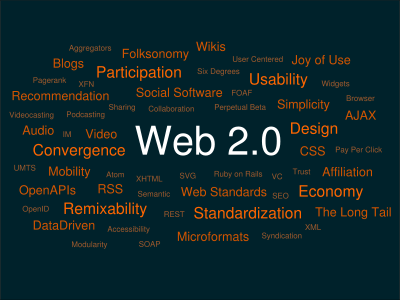 Aggregators
Folksonomy
Wikis
Blogs
User Centered
Joy of Use
Participation
Six Degrees
Usability
Pagerank
XFN
Widgets
Recommendation
Social Software
FOAF
Browser
Sharing
Collaboration
Perpetual Beta
Simplicity
Videocasting
Podcasting
AJAX
Audio
IM
Video
Web 2.0
Design
Convergence
CSS
Pay Per Click
UMTS
Mobility
Atom
XHTML
SVG
Ruby on Rails
VC
Trust
Affiliation
OpenAPIs
RSS
Semantic
Web Standards
SEO
Economy
OpenID
Remixability
REST
Standardization
The Long Tail
DataDriven
Accessibility
XML
Microformats
Syndication
Modularity
SOAP